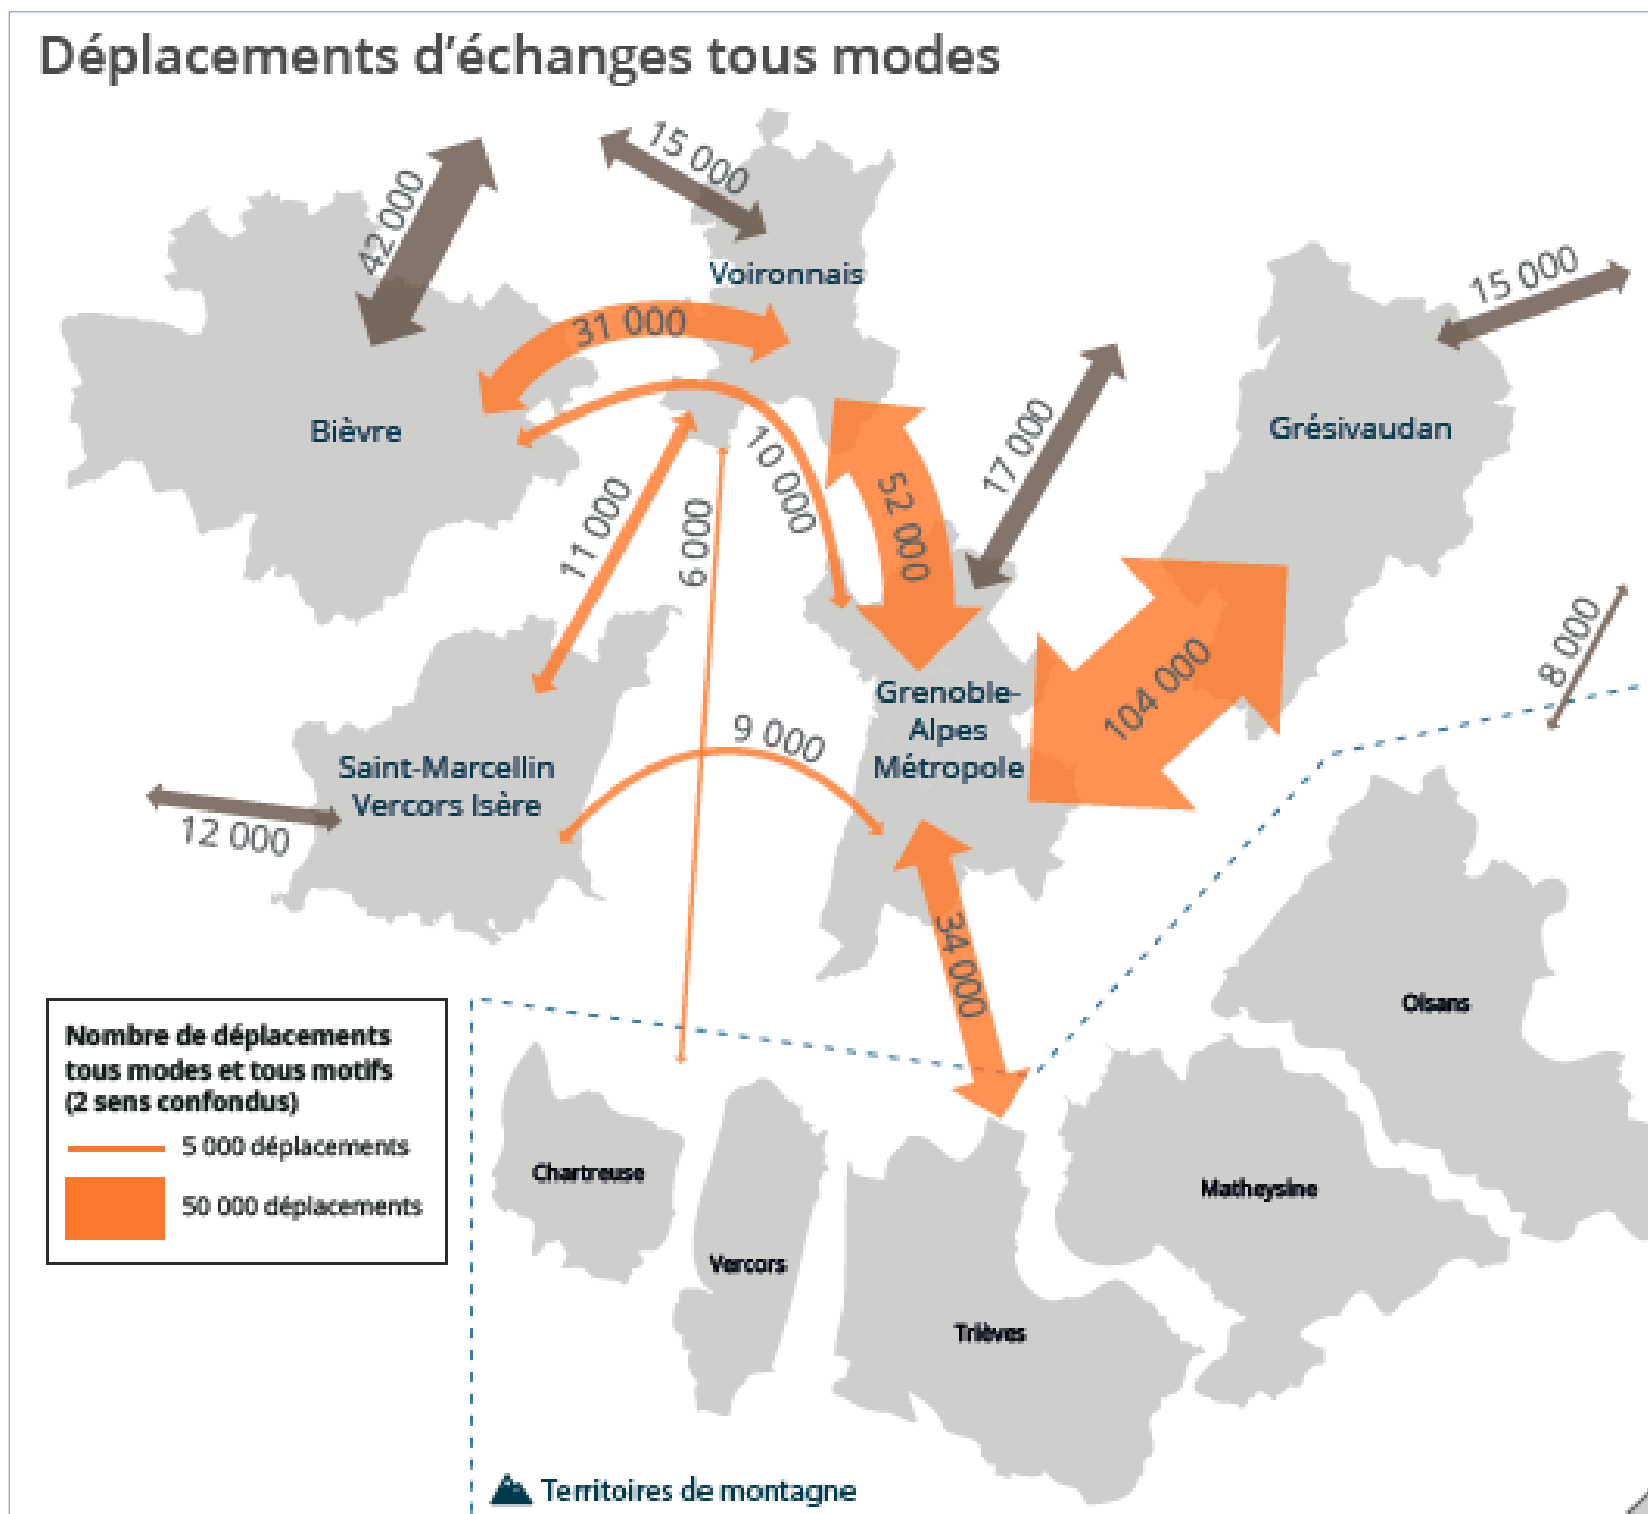 Déplacements d'échanges tous modes
15 000
42 000
Voironnais
15 000
31 000
17 000
Bièvre
Grésivaudan
10 000
52 000
11 000
6 000
8 000
104 000
Grenoble-
Alpes
Métropole
9 000
Saint-Marcellin
Vercors Isère
12 000
34 000
Oisans
Nombre de déplacements
tous modes et tous motifs
(2 sens confondus)
5 000 déplacements
50 000 déplacements
Chartreuse
Matheysine
Vercors
Trièves
Territoires de montagne